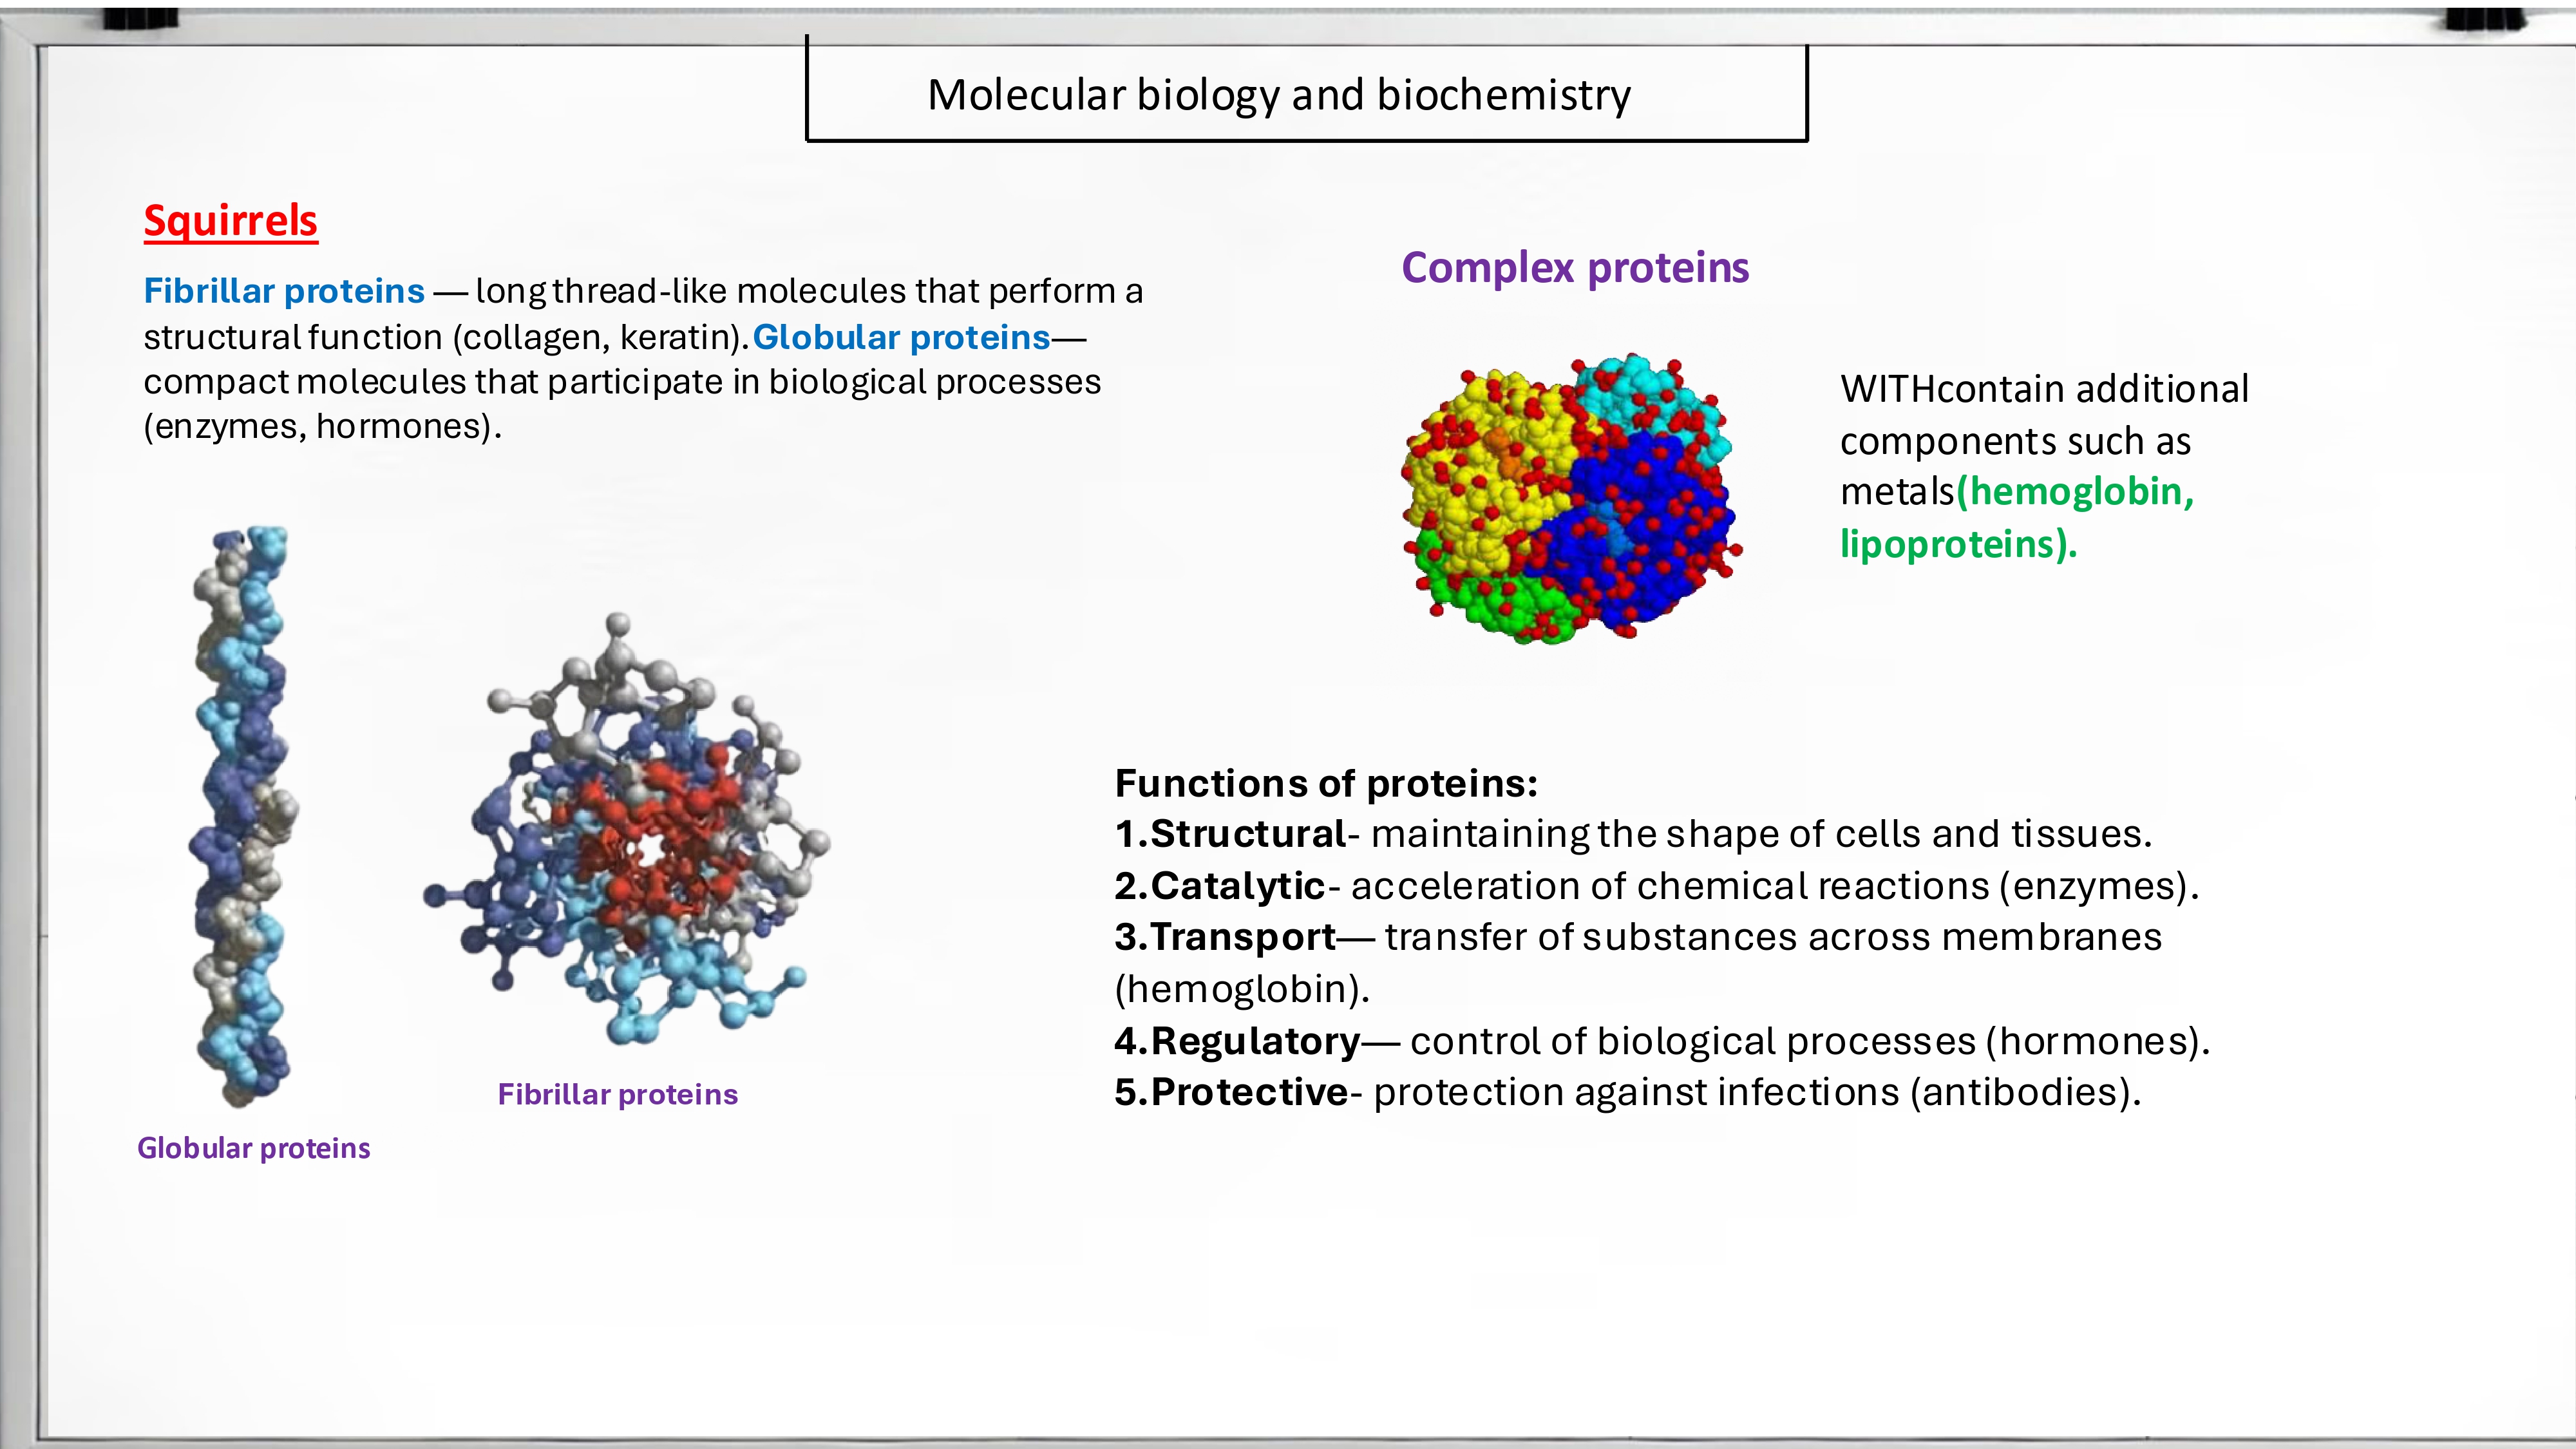 Molecular biology and biochemistry
Squirrels
Fibrillar proteins — long thread-like molecules that perform a
structural function (collagen, keratin).Globular proteins—
compact molecules that participate in biological processes
(enzymes, hormones).
Globular proteins
Fibrillar proteins
Complex proteins
WITHcontain additional
components such as
metals(hemoglobin,
lipoproteins).
Functions of proteins:
1.Structural- maintaining the shape of cells and tissues.
2.Catalytic- acceleration of chemical reactions (enzymes).
3.Transport— transfer of substances across membranes
(hemoglobin).
4.Regulatory— control of biological processes (hormones).
5.Protective- protection against infections (antibodies).